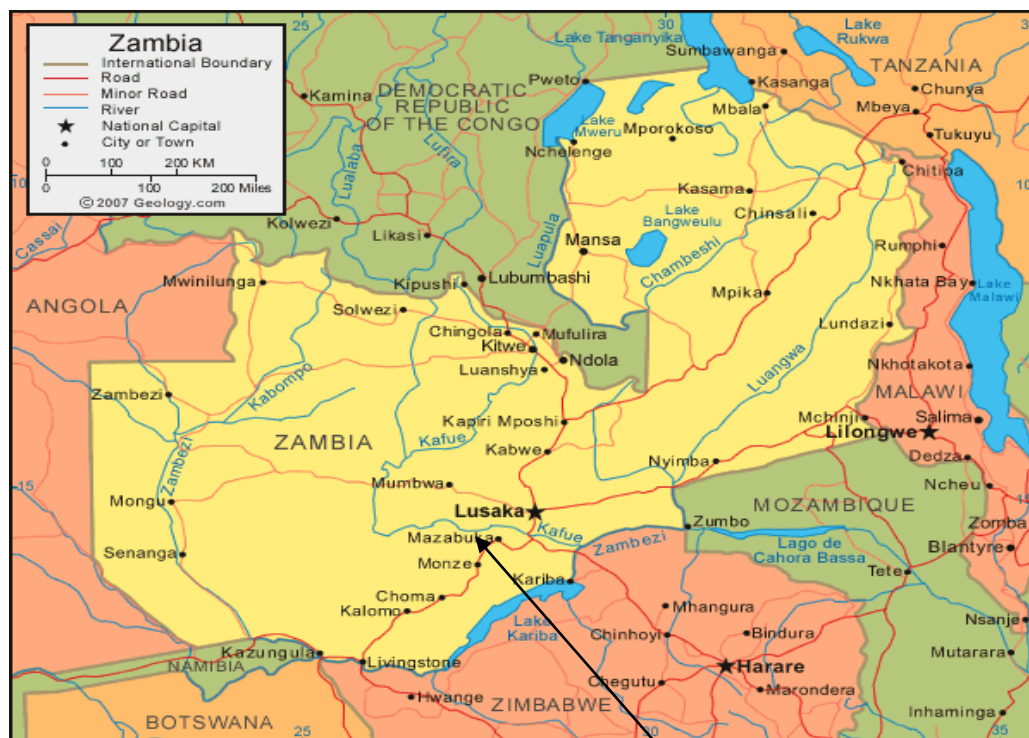 Zambia
International Boundary
Road
Minor Road
River
National Capital
City or Town
0 100 200 KM
0 100 200 Miles
© 2007 Geology.com
25
30
Lake Tanganyika
Sumbawanga
Lake
Rukwa
TANZANIA
Pweto
Kasanga
Chunya
Kamina
DEMOCRATIC
REPUBLIC
OF THE CONGO
Mbala
Mbeya
Lake
Mweru
Mporokoso
Tukuyu
Lufira
Nchelenge
Lualaba
Chitipa
10
10
Kasama
Kolwezi
Lake
Bangweulu
Chinsali
Cassai
Likasi
Luapula
Mansa
Chambeshi
Rumphi
Mwinilunga
Kipushi
Lubumbashi
Nkhata Bay
Lake
Malawi
ANGOLA
Mpika
Solwezi
Chingola
Mufulira
Lundazi
Kitwe
Ndola
Luanshya
Luangwa
Nkhotakota
Kabompo
Zambezi
MALAWI
Kapiri Mposhi
Mchinji
Salima
Lilongwe
ZAMBIA
Kafue
Kabwe
Zambezi
Nyimba
Dedza
15
Mumbwa
Ncheu
Mongu
Lusaka
MOZAMBIQUE
Zumbo
Zomba
Kafue
Mazabuka
Zambezi
Lago de
Cahora Bassa
Blantyre
Senanga
Monze
Kariba
Tete
Choma
Kalomo
Lake
Kariba
Mhangura
Nsanje
Chinhoyi
Bindura
Kazungula
NAMIBIA
Livingstone
Harare
Mutarara
Hwange
Chegutu
Marondera
ZIMBABWE
BOTSWANA
25
Inhaminga
35